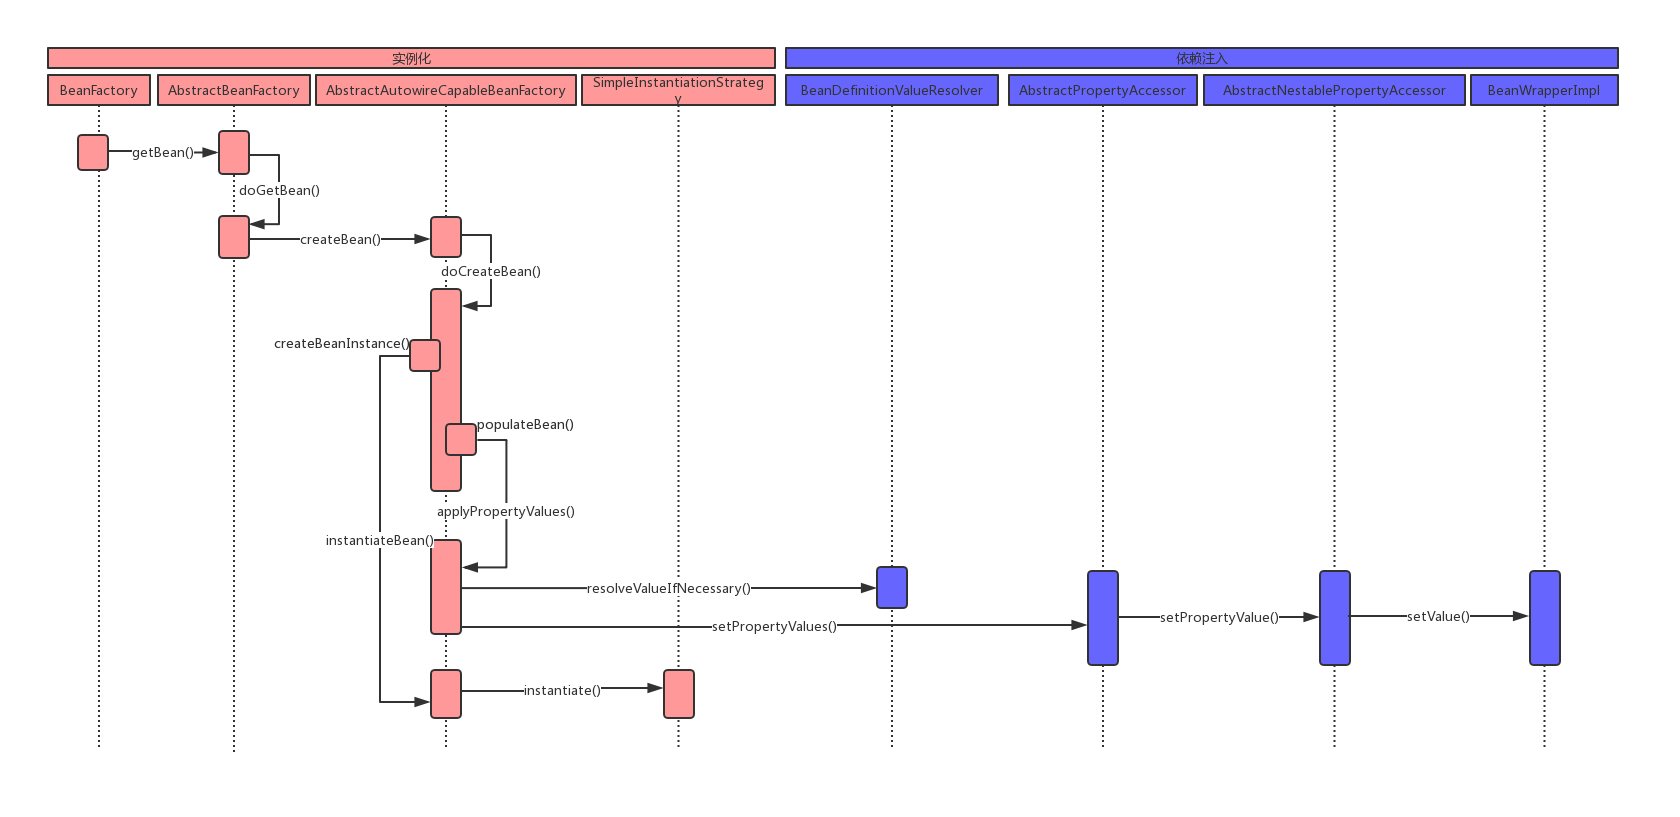 实例化
依赖注入
BeanFactory
AbstractBeanFactory
AbstractAutowireCapableBeanFactory
SimpleInstantiationStrateg
y
BeanDefinitionValueResolver
AbstractPropertyAccessor
AbstractNestablePropertyAccessor
BeanWrapperImpl
getBean()
doGetBean()
createBean()
doCreateBean()
createBeanInstance()
populateBean()
applyPropertyValues()
instantiateBean()
resolveValueIfNecessary()
setPropertyValues()
setPropertyValue()
setValue()
instantiate()